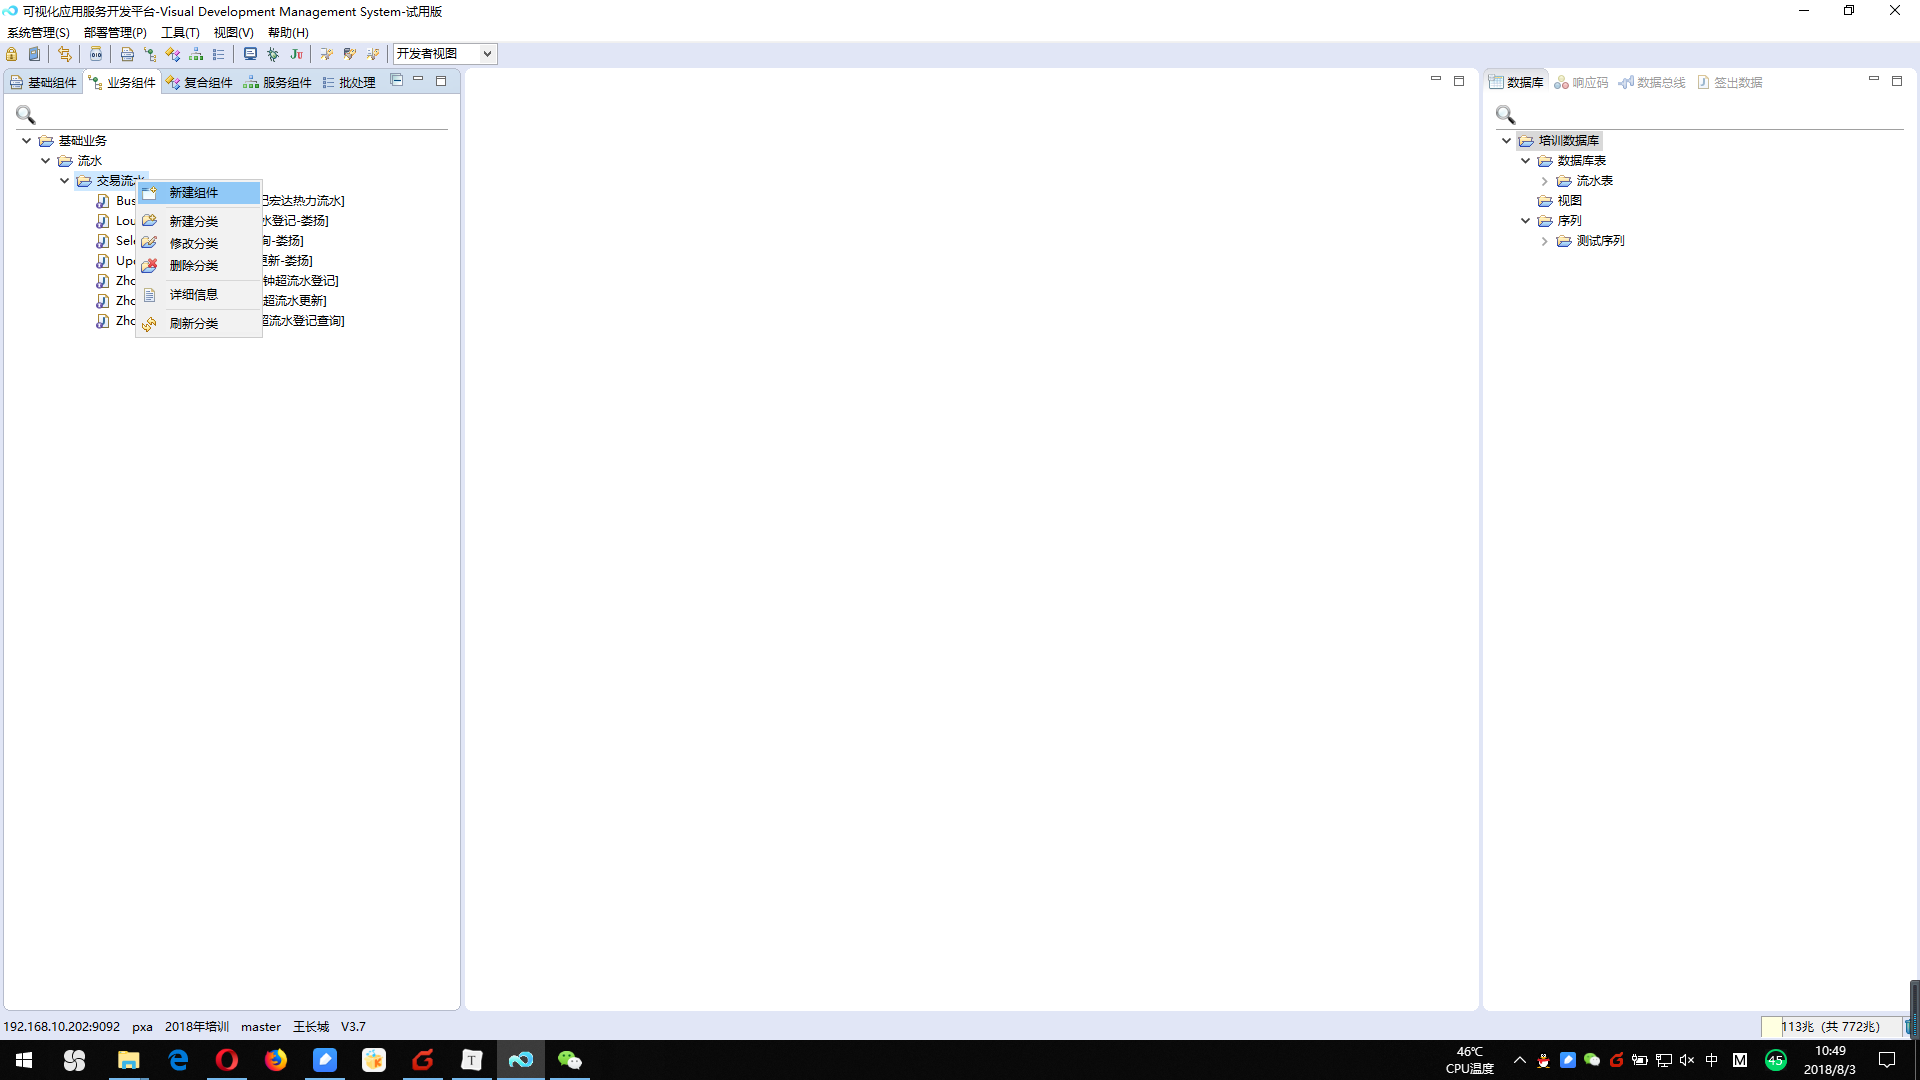 可视化应用服务开发平台-Visual Development Management System-试用版
系统管理(S) 部署管理(P) 工具(T) 视图(V) 帮助(H)
开发者视图
基础组件 业务组件 复合组件 服务组件 批处理
基础业务
流水
交易流水
新建组件
新建分类
修改分类
删除分类
详细信息
刷新分类
Bus 记宏达热力流水]
Lou 水登记-娄扬]
Sel 询-娄扬]
Up 更新-娄扬]
Zho 钟超流水登记]
Zho 超流水更新]
Zho 超流水登记查询]
数据库 响应码 数据总线 签出数据
培训数据库
数据库表
流水表
视图
序列
测试序列
192.168.10.202:9092 pxa 2018年培训 master 王长城 V3.7
113兆 (共 772兆)
46℃
CPU温度
中
M
45
10:49
2018/8/3